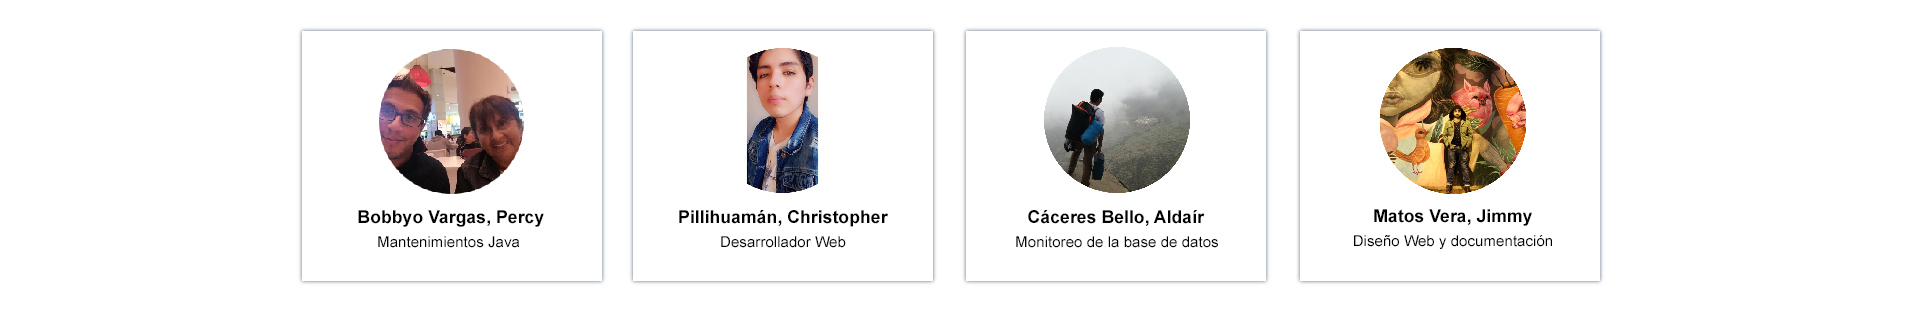 Bobbyo Vargas, Percy
Mantenimientos Java
Pillihuamán, Christopher
Desarrollador Web
Cáceres Bello, Aldaír
Monitoreo de la base de datos
Matos Vera, Jimmy
Diseño Web y documentación